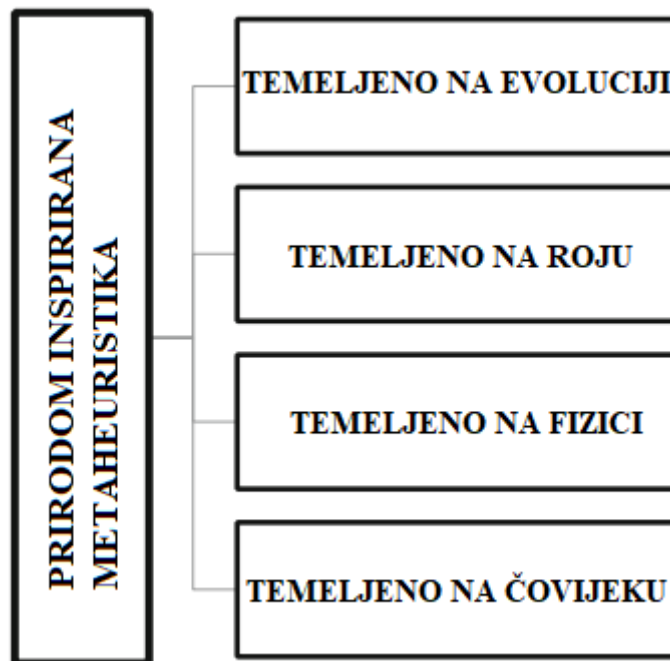 PRIRODOM INSPIRIRANA
METAHEURISTIKA
TEMELJENO NA EVOLUCIJI
TEMELJENO NA ROJU
TEMELJENO NA FIZICI
TEMELJENO NA ČOVIJEKU